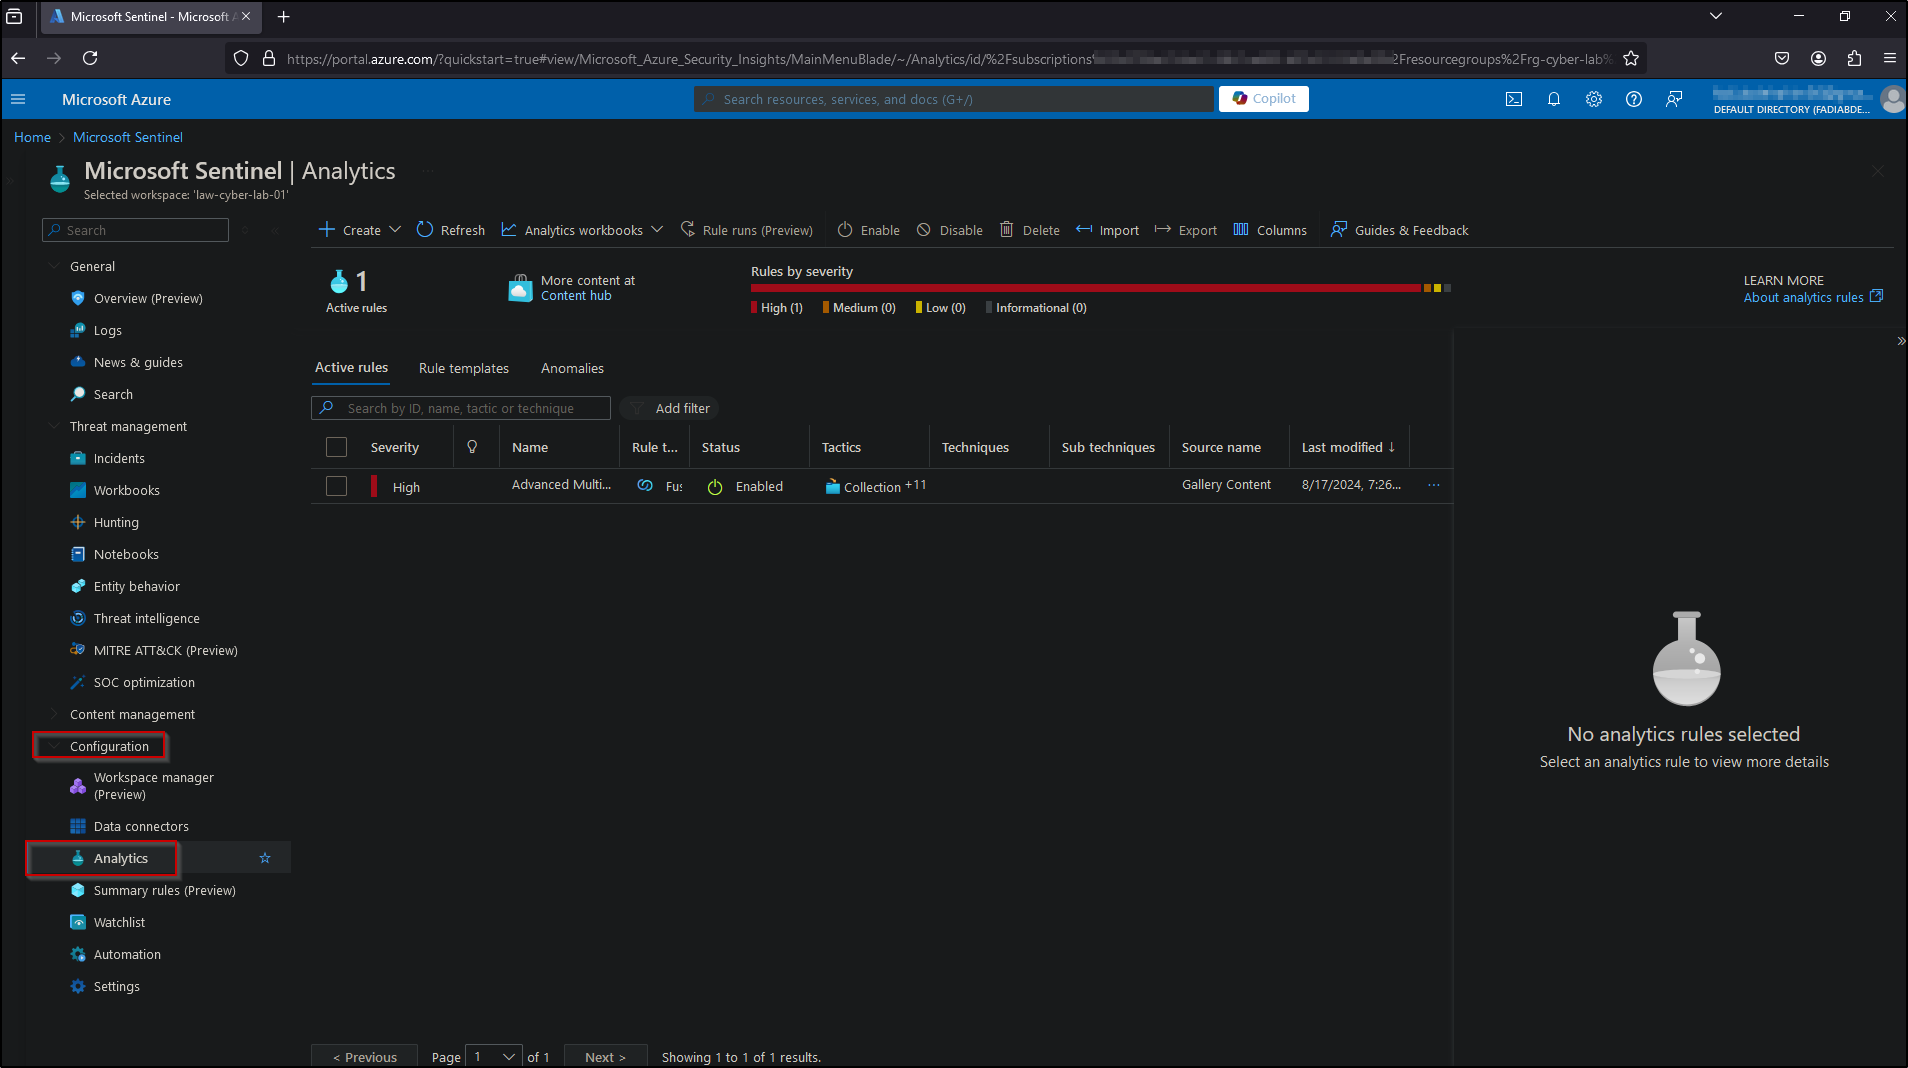 Microsoft Sentinel - Microsoft A
https://portal.azure.com/?quickstart=true#view/Microsoft_Azure_Security_Insights/MainMenuBlade/~/Analytics/id/%2Fsubscriptions 2Fresourcegroups%2Frg-cyber-lab%
Microsoft Azure
Search resources, services, and docs (G+/)
Copilot
DEFAULT DIRECTORY (FADIABDE...
Home > Microsoft Sentinel
Microsoft Sentinel | Analytics ...
Selected workspace: 'law-cyber-lab-01'
Search
Create
Refresh
Analytics workbooks
Rule runs (Preview)
Enable
Disable
Delete
Import
Export
Columns
Guides & Feedback
General
Overview (Preview)
Logs
News & guides
Search
Threat management
Incidents
Workbooks
Hunting
Notebooks
Entity behavior
Threat intelligence
MITRE ATT&CK (Preview)
SOC optimization
Content management
Configuration
Workspace manager
(Preview)
Data connectors
Analytics
Summary rules (Preview)
Watchlist
Automation
Settings
1
Active rules
More content at
Content hub
Rules by severity
High (1) Medium (0) Low (0) Informational (0)
LEARN MORE
About analytics rules
Active rules Rule templates Anomalies
Search by ID, name, tactic or technique
Add filter
Severity Name Rule t... Status Tactics Techniques Sub techniques Source name Last modified ↓
High Advanced Multi... Fus Enabled Collection +11 Gallery Content 8/17/2024, 7:26... ...
No analytics rules selected
Select an analytics rule to view more details
< Previous Page 1 of 1 Next > Showing 1 to 1 of 1 results.